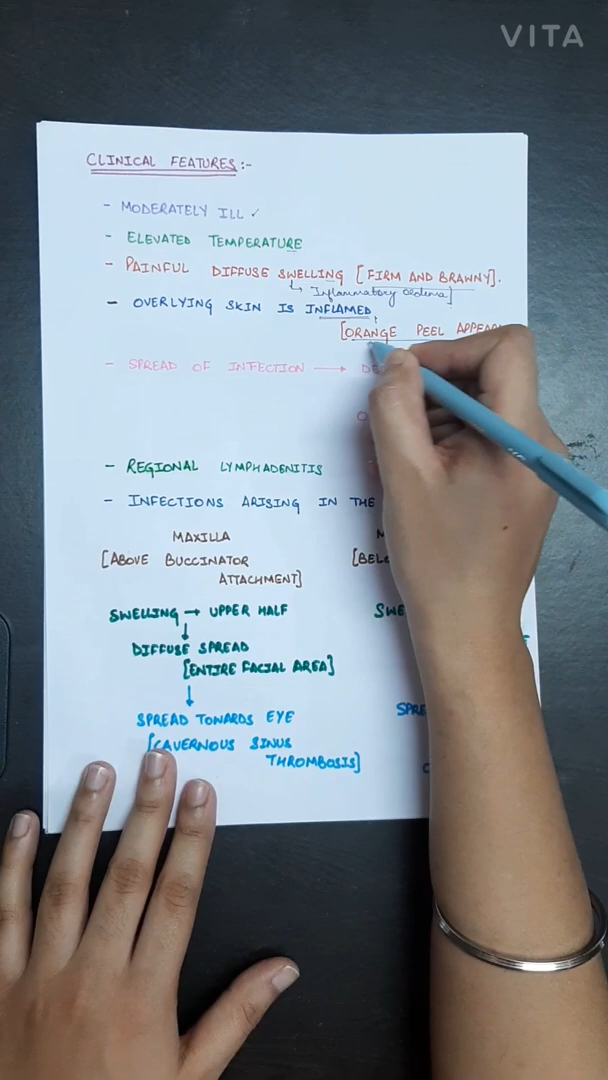 VITA
CLINICAL FEATURES:-
- MODERATELY ILL ✓
- ELEVATED TEMPERATURE
- PAINFUL DIFFUSE SWELLING [FIRM AND BRAWNY].
↳ Inflammatory Oedema]
- OVERLYING SKIN IS INFLAMED
[ORANGE PEEL
- SPREAD OF INFECTION →
- REGIONAL LYMPHADENITIS
- INFECTIONS ARISING IN THE
MAXILLA
[ABOVE BUCCINATOR
ATTACHMENT]
SWELLING → UPPER HALF
↓
DIFFUSE SPREAD
[ENTIRE FACIAL AREA]
↓
SPREAD TOWARDS EYE
[CAVERNOUS SINUS
THROMBOSIS]